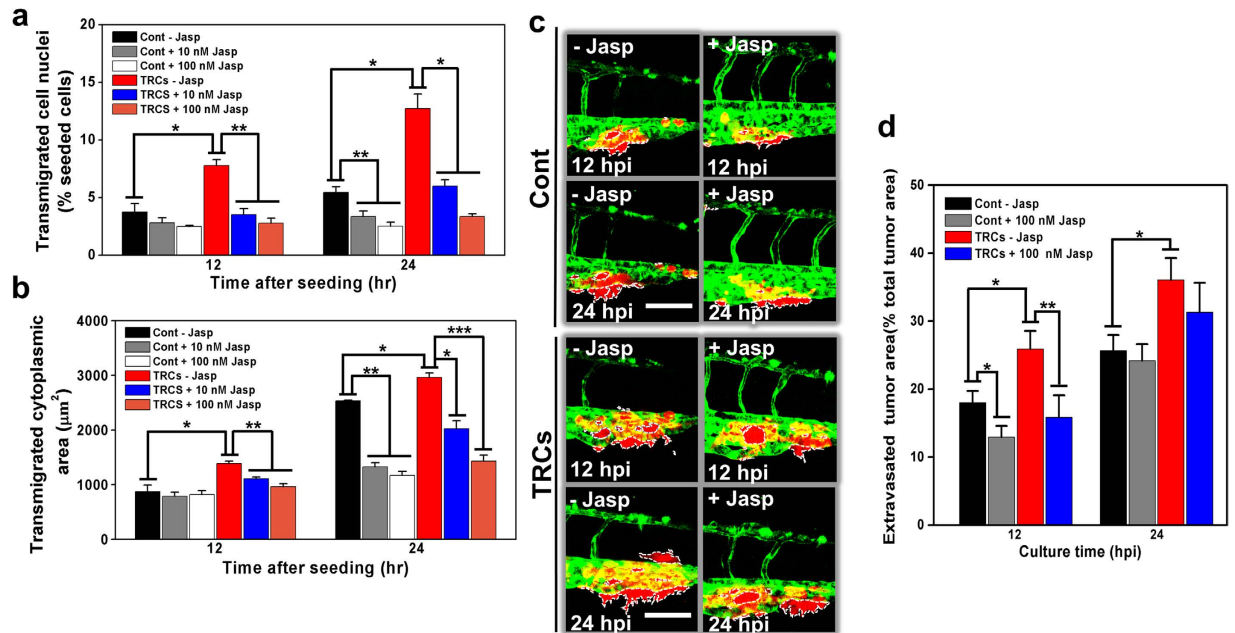 a
Transmigrated cell nuclei
(% seeded cells)
20
15
10
5
0
Cont - Jasp
Cont + 10 nM Jasp
Cont + 100 nM Jasp
TRCs - Jasp
TRCS + 10 nM Jasp
TRCS + 100 nM Jasp
*
**
*
**
*
12
24
Time after seeding (hr)
b
Transmigrated cytoplasmic
area (μm²)
4000
3000
2000
1000
0
Cont - Jasp
Cont + 10 nM Jasp
Cont + 100 nM Jasp
TRCs - Jasp
TRCS + 10 nM Jasp
TRCS + 100 nM Jasp
*
**
*
**
*
***
12
24
Time after seeding (hr)
c
Cont
- Jasp
+ Jasp
12 hpi
12 hpi
- Jasp
+ Jasp
24 hpi
24 hpi
TRCs
- Jasp
+ Jasp
12 hpi
12 hpi
- Jasp
+ Jasp
24 hpi
24 hpi
d
Extravasated tumor area(% total tumor area)
50
40
30
20
10
0
Cont - Jasp
Cont + 100 nM Jasp
TRCs - Jasp
TRCs + 100 nM Jasp
*
*
**
*
12
24
Culture time (hpi)